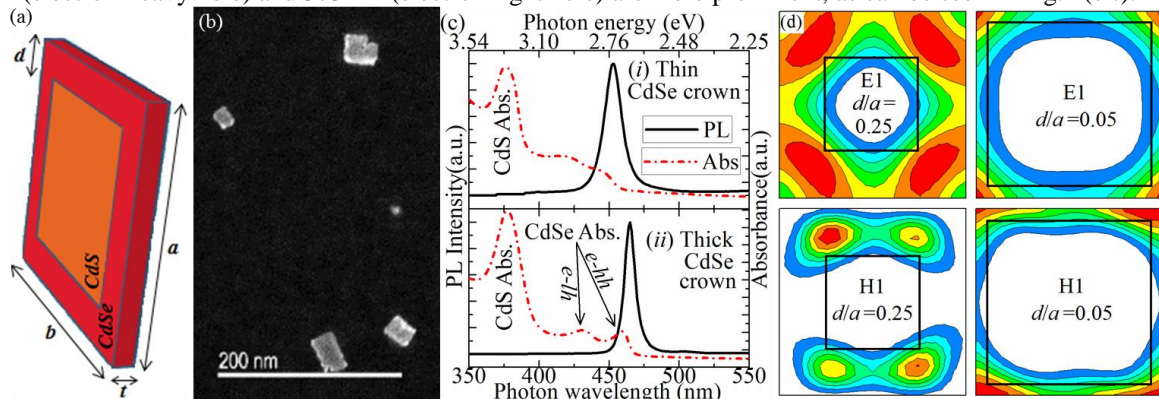 (a)
d
CdS
CdSe
a
b
t
(b)
200 nm
(c)
Photon energy (eV)
3.54 3.10 2.76 2.48 2.25
CdS Abs.
(i) Thin
CdSe crown
PL
Abs
PL Intensity(a.u.)
Absorbance(a.u.)
CdS Abs.
CdSe Abs.
e-lh
e-hh
(ii) Thick
CdSe
crown
350 400 450 500 550
Photon wavelength (nm)
(d)
E1
d/a=
0.25
E1
d/a=0.05
H1
d/a=0.25
H1
d/a=0.05